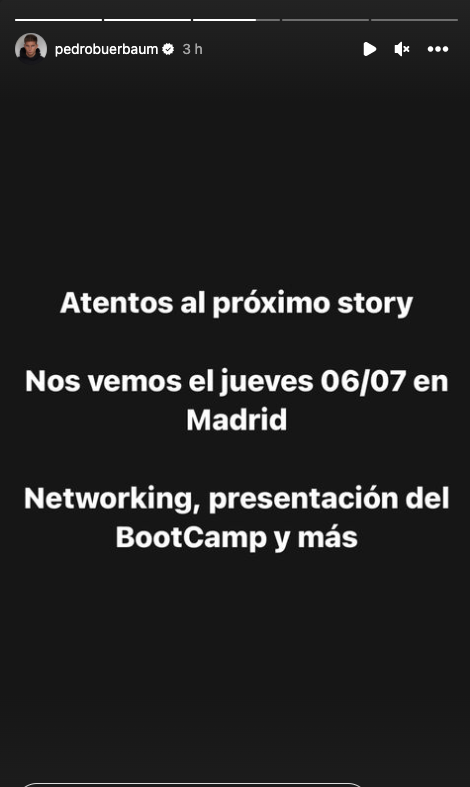 pedrobuerbaum 3 h
Atentos al próximo story
Nos vemos el jueves 06/07 en
Madrid
Networking, presentación del
BootCamp y más